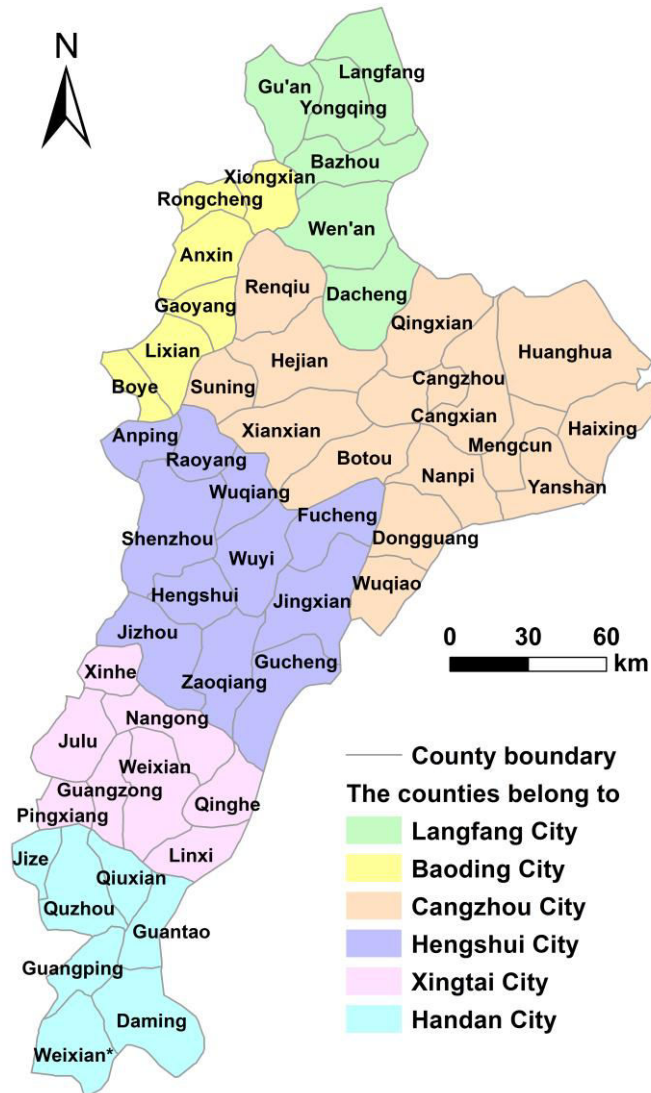 N
Langfang
Gu'an
Yongqing
Bazhou
Xiongxian
Rongcheng
Wen'an
Anxin
Renqiu
Dacheng
Gaoyang
Qingxian
Lixian
Hejian
Huanghua
Boye
Suning
Cangzhou
Cangxian
Haixing
Anping
Xianxian
Mengcun
Raoyang
Botou
Nanpi
Yanshan
Wuqiang
Fucheng
Shenzhou
Dongguang
Wuyi
Wuqiao
Hengshui
Jingxian
Jizhou
0 30 60
km
Xinhe
Gucheng
Zaoqiang
Nangong
Julu
Weixian
Guangzong
Qinghe
Pingxiang
Linxi
Jize
Qiuxian
Quzhou
Guantao
Guangping
Daming
Weixian*
County boundary
The counties belong to
Langfang City
Baoding City
Cangzhou City
Hengshui City
Xingtai City
Handan City